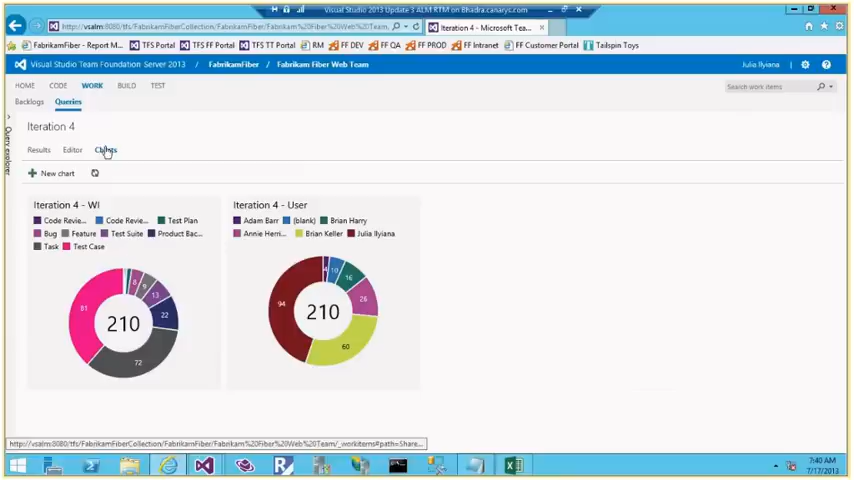 Visual Studio 2013 Update 3 ALM RTM on Bhadra.canarys.com
http://vsalm:8080/tfs/FabrikamFiberCollection/FabrikamFiber/Fabrikam%20Fiber%20Web%20Team/_
Iteration 4 - Microsoft Tea...
FabrikamFiber - Report M... TFS Portal TFS FF Portal TFS TT Portal RM FF DEV FF QA FF PROD FF Intranet FF Customer Portal Tailspin Toys
Visual Studio Team Foundation Server 2013 FabrikamFiber / Fabrikam Fiber Web Team Julia Ilyiana
HOME CODE WORK BUILD TEST
Search work items
Backlogs Queries
Query explorer
Iteration 4
Results Editor Charts
New chart
Iteration 4 - WI
Code Revie... Code Revie... Test Plan
Bug Feature Test Suite Product Bac...
Task Test Case
8
9
13
22
72
81
210
Iteration 4 - User
Adam Barr (blank) Brian Harry
Annie Herri... Brian Keller Julia Ilyiana
4
10
16
26
60
94
210
http://vsalm:8080/tfs/FabrikamFiberCollection/FabrikamFiber/Fabrikam%20Fiber%20Web%20Team/_workitems#path=Share...
7:40 AM
7/17/2013